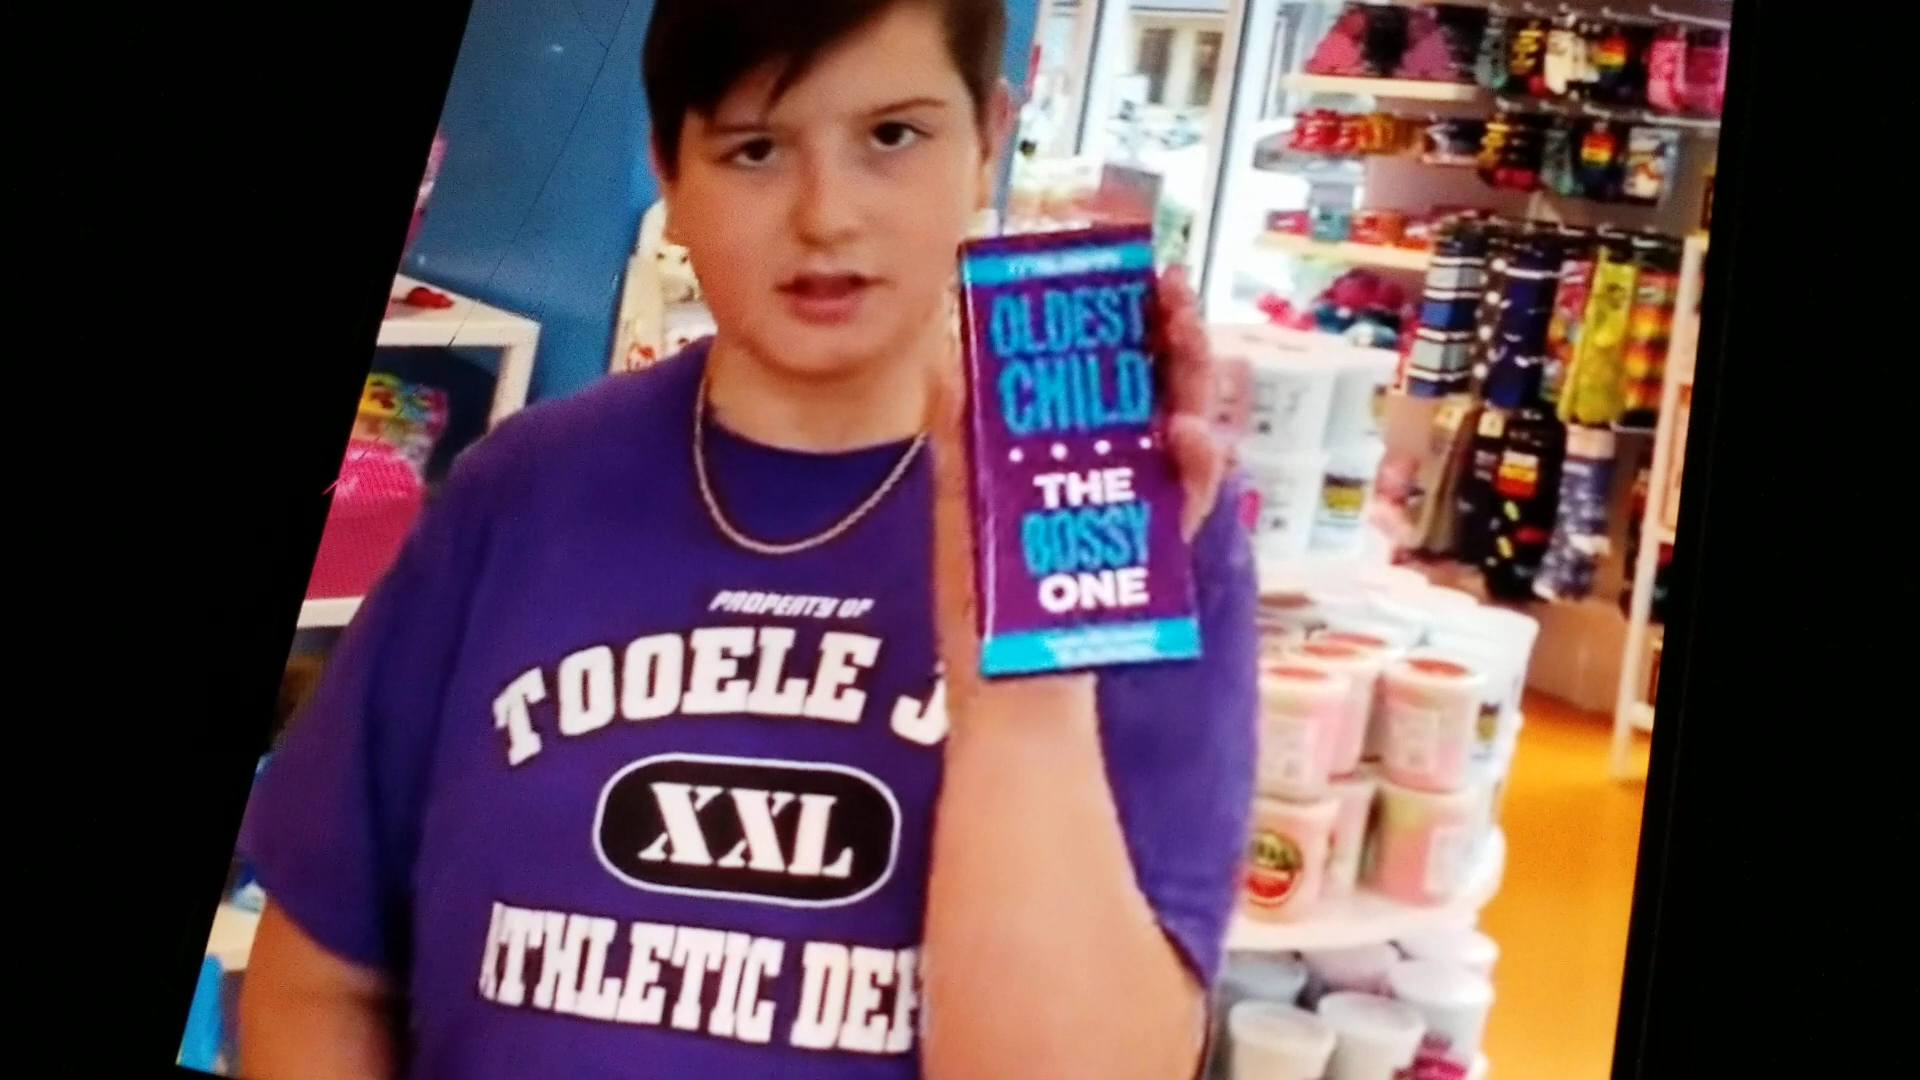 OLDEST
CHILD
THE
BOSSY
ONE
PROPERTY OF
TOOELE J
XXL
ATHLETIC DEP